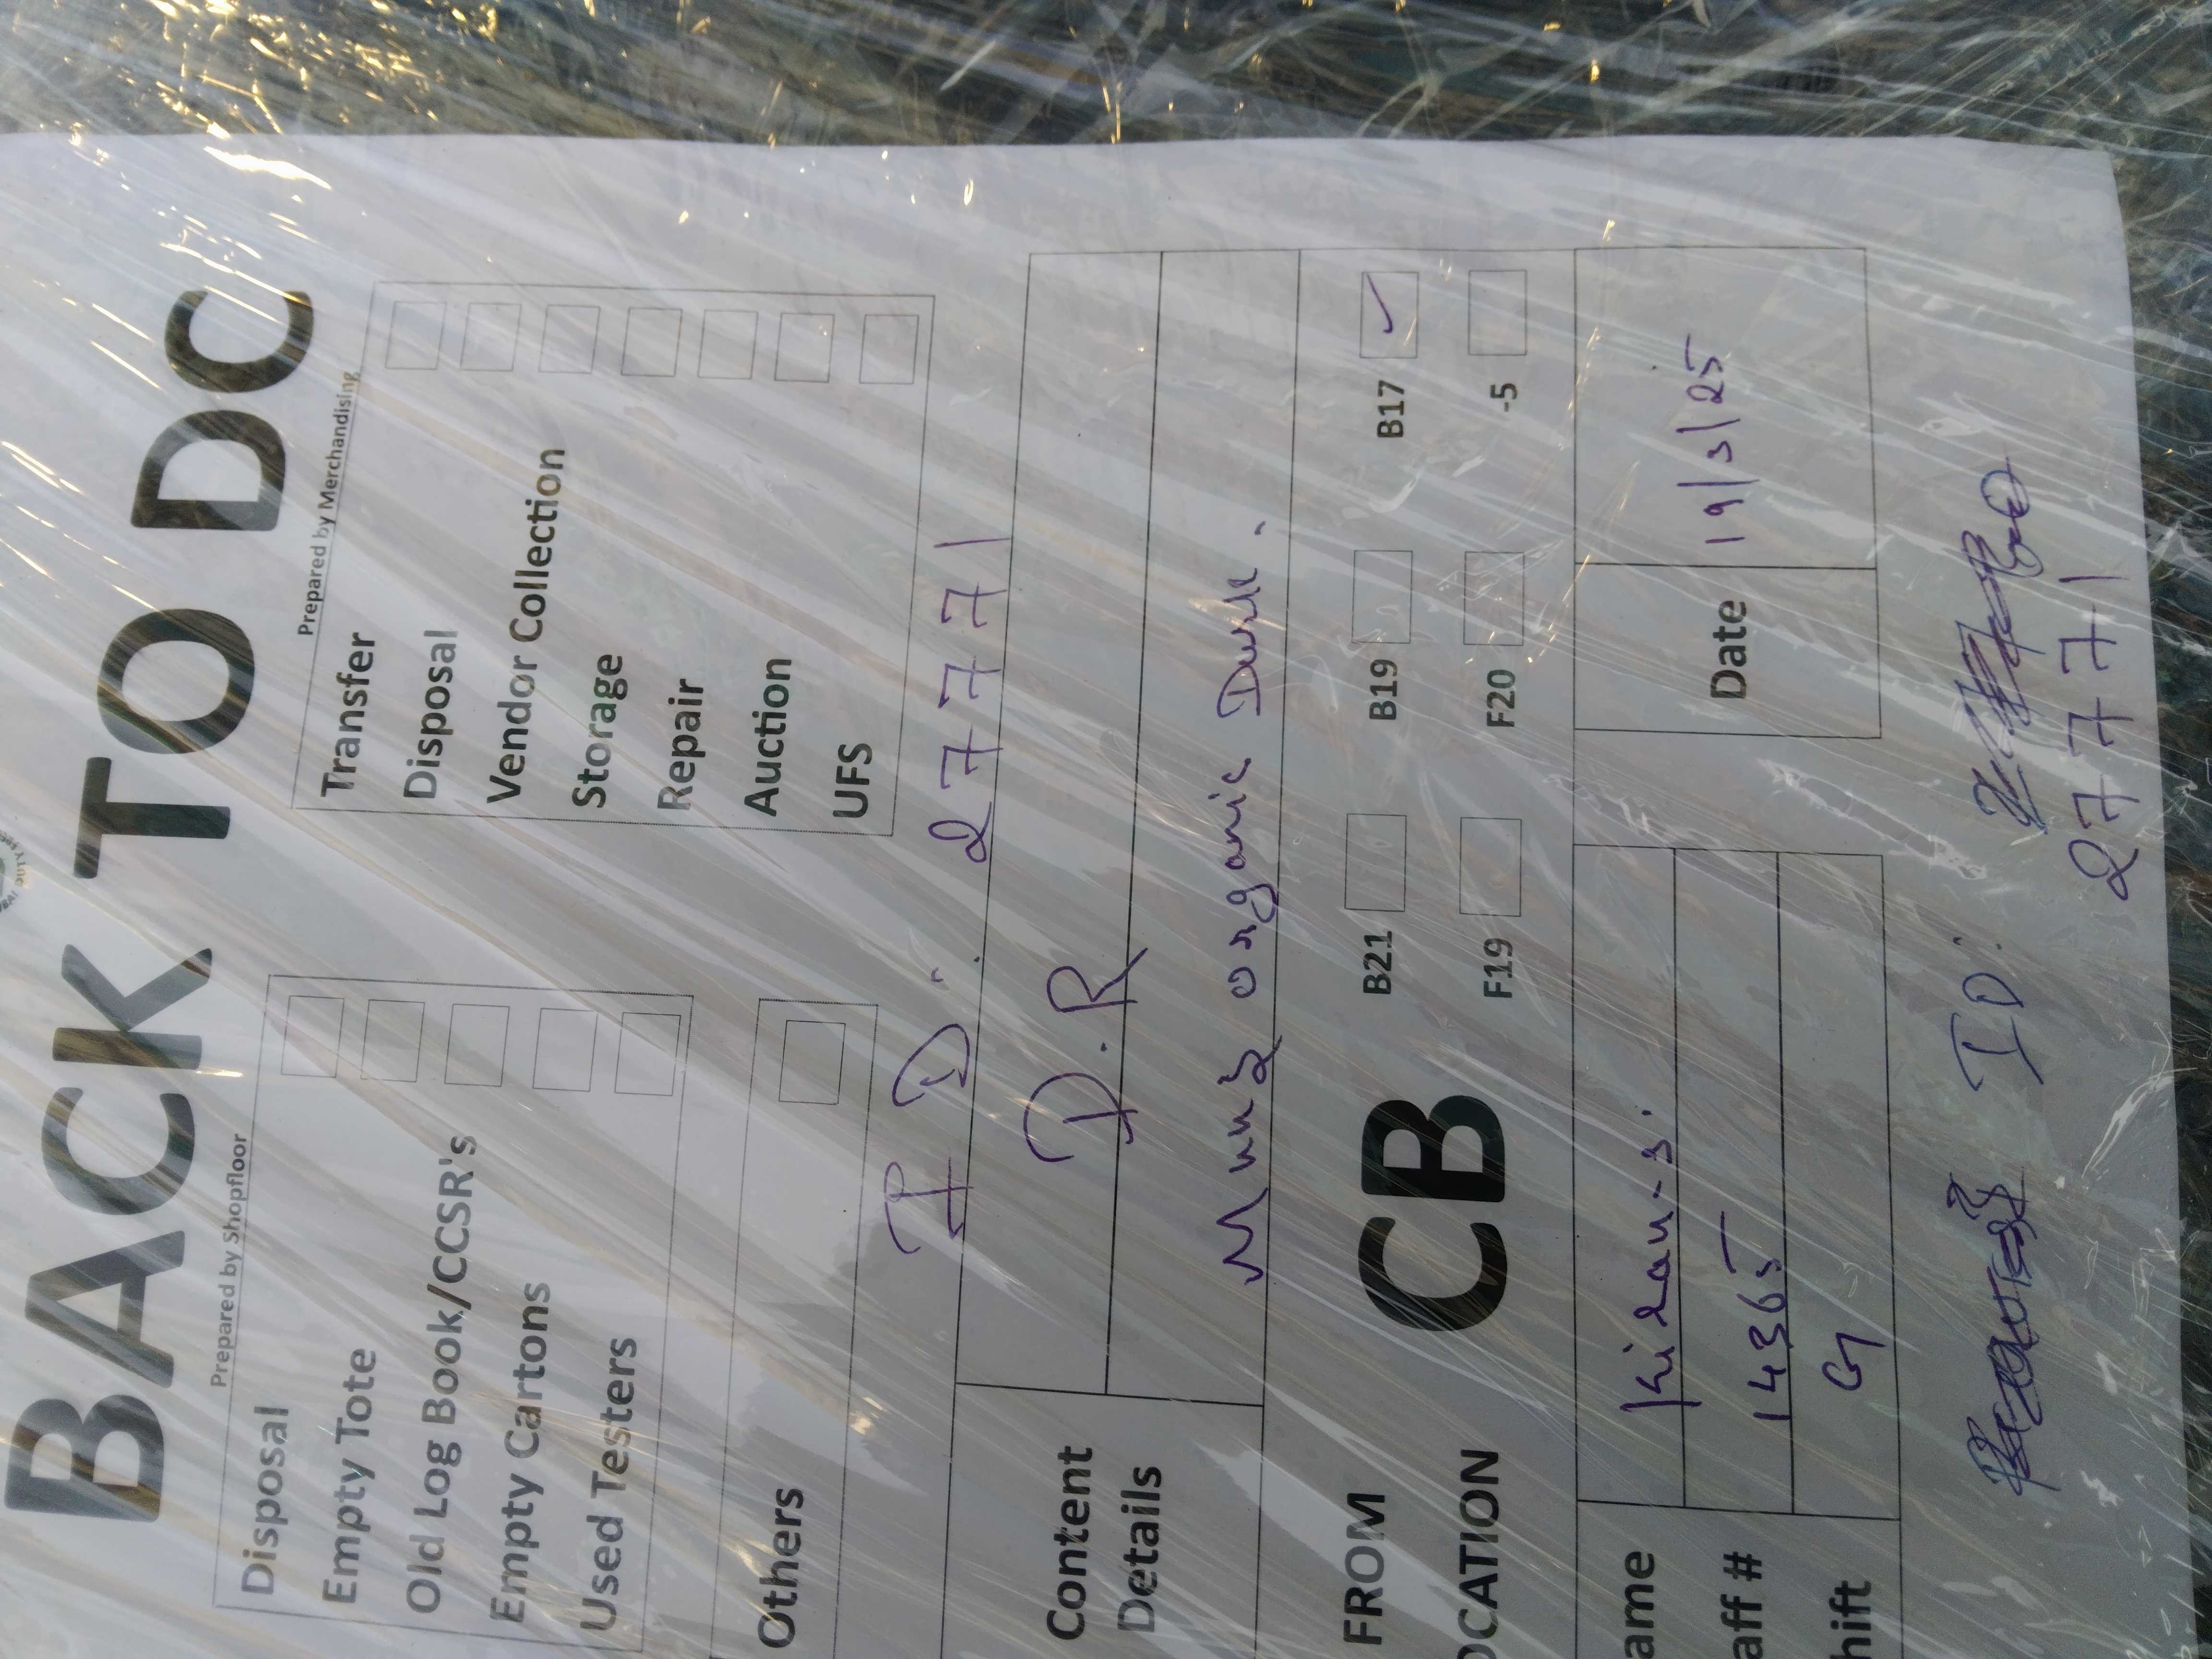 BACK TO DC
Prepared by Shopfloor
Disposal
Empty Tote
Old Log Book/CCSR's
Empty Cartons
Used Testers
Others
Prepared by Merchandising
Transfer
Disposal
Vendor Collection
Storage
Repair
Auction
UFS
ID: 27771
Content Details
D.R
organic
FROM
OCATION
CB
B21 B19 B17
F19 F20 -5
ame Kiran.S.
aff # 14365
hift G
Date 19/3/25
ID:
27771